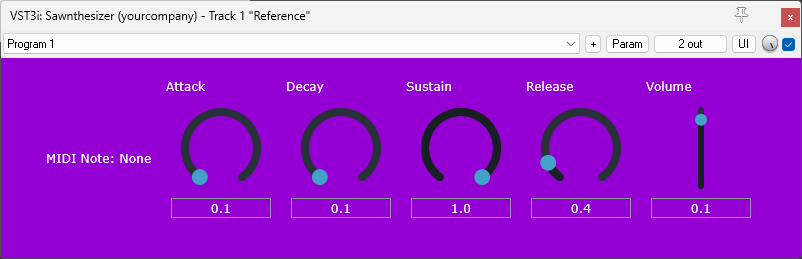 VST3i: Sawnthesizer (yourcompany) - Track 1 "Reference"
Program 1 + Param 2 out UI
Attack Decay Sustain Release Volume
MIDI Note: None
0.1 0.1 1.0 0.4 0.1